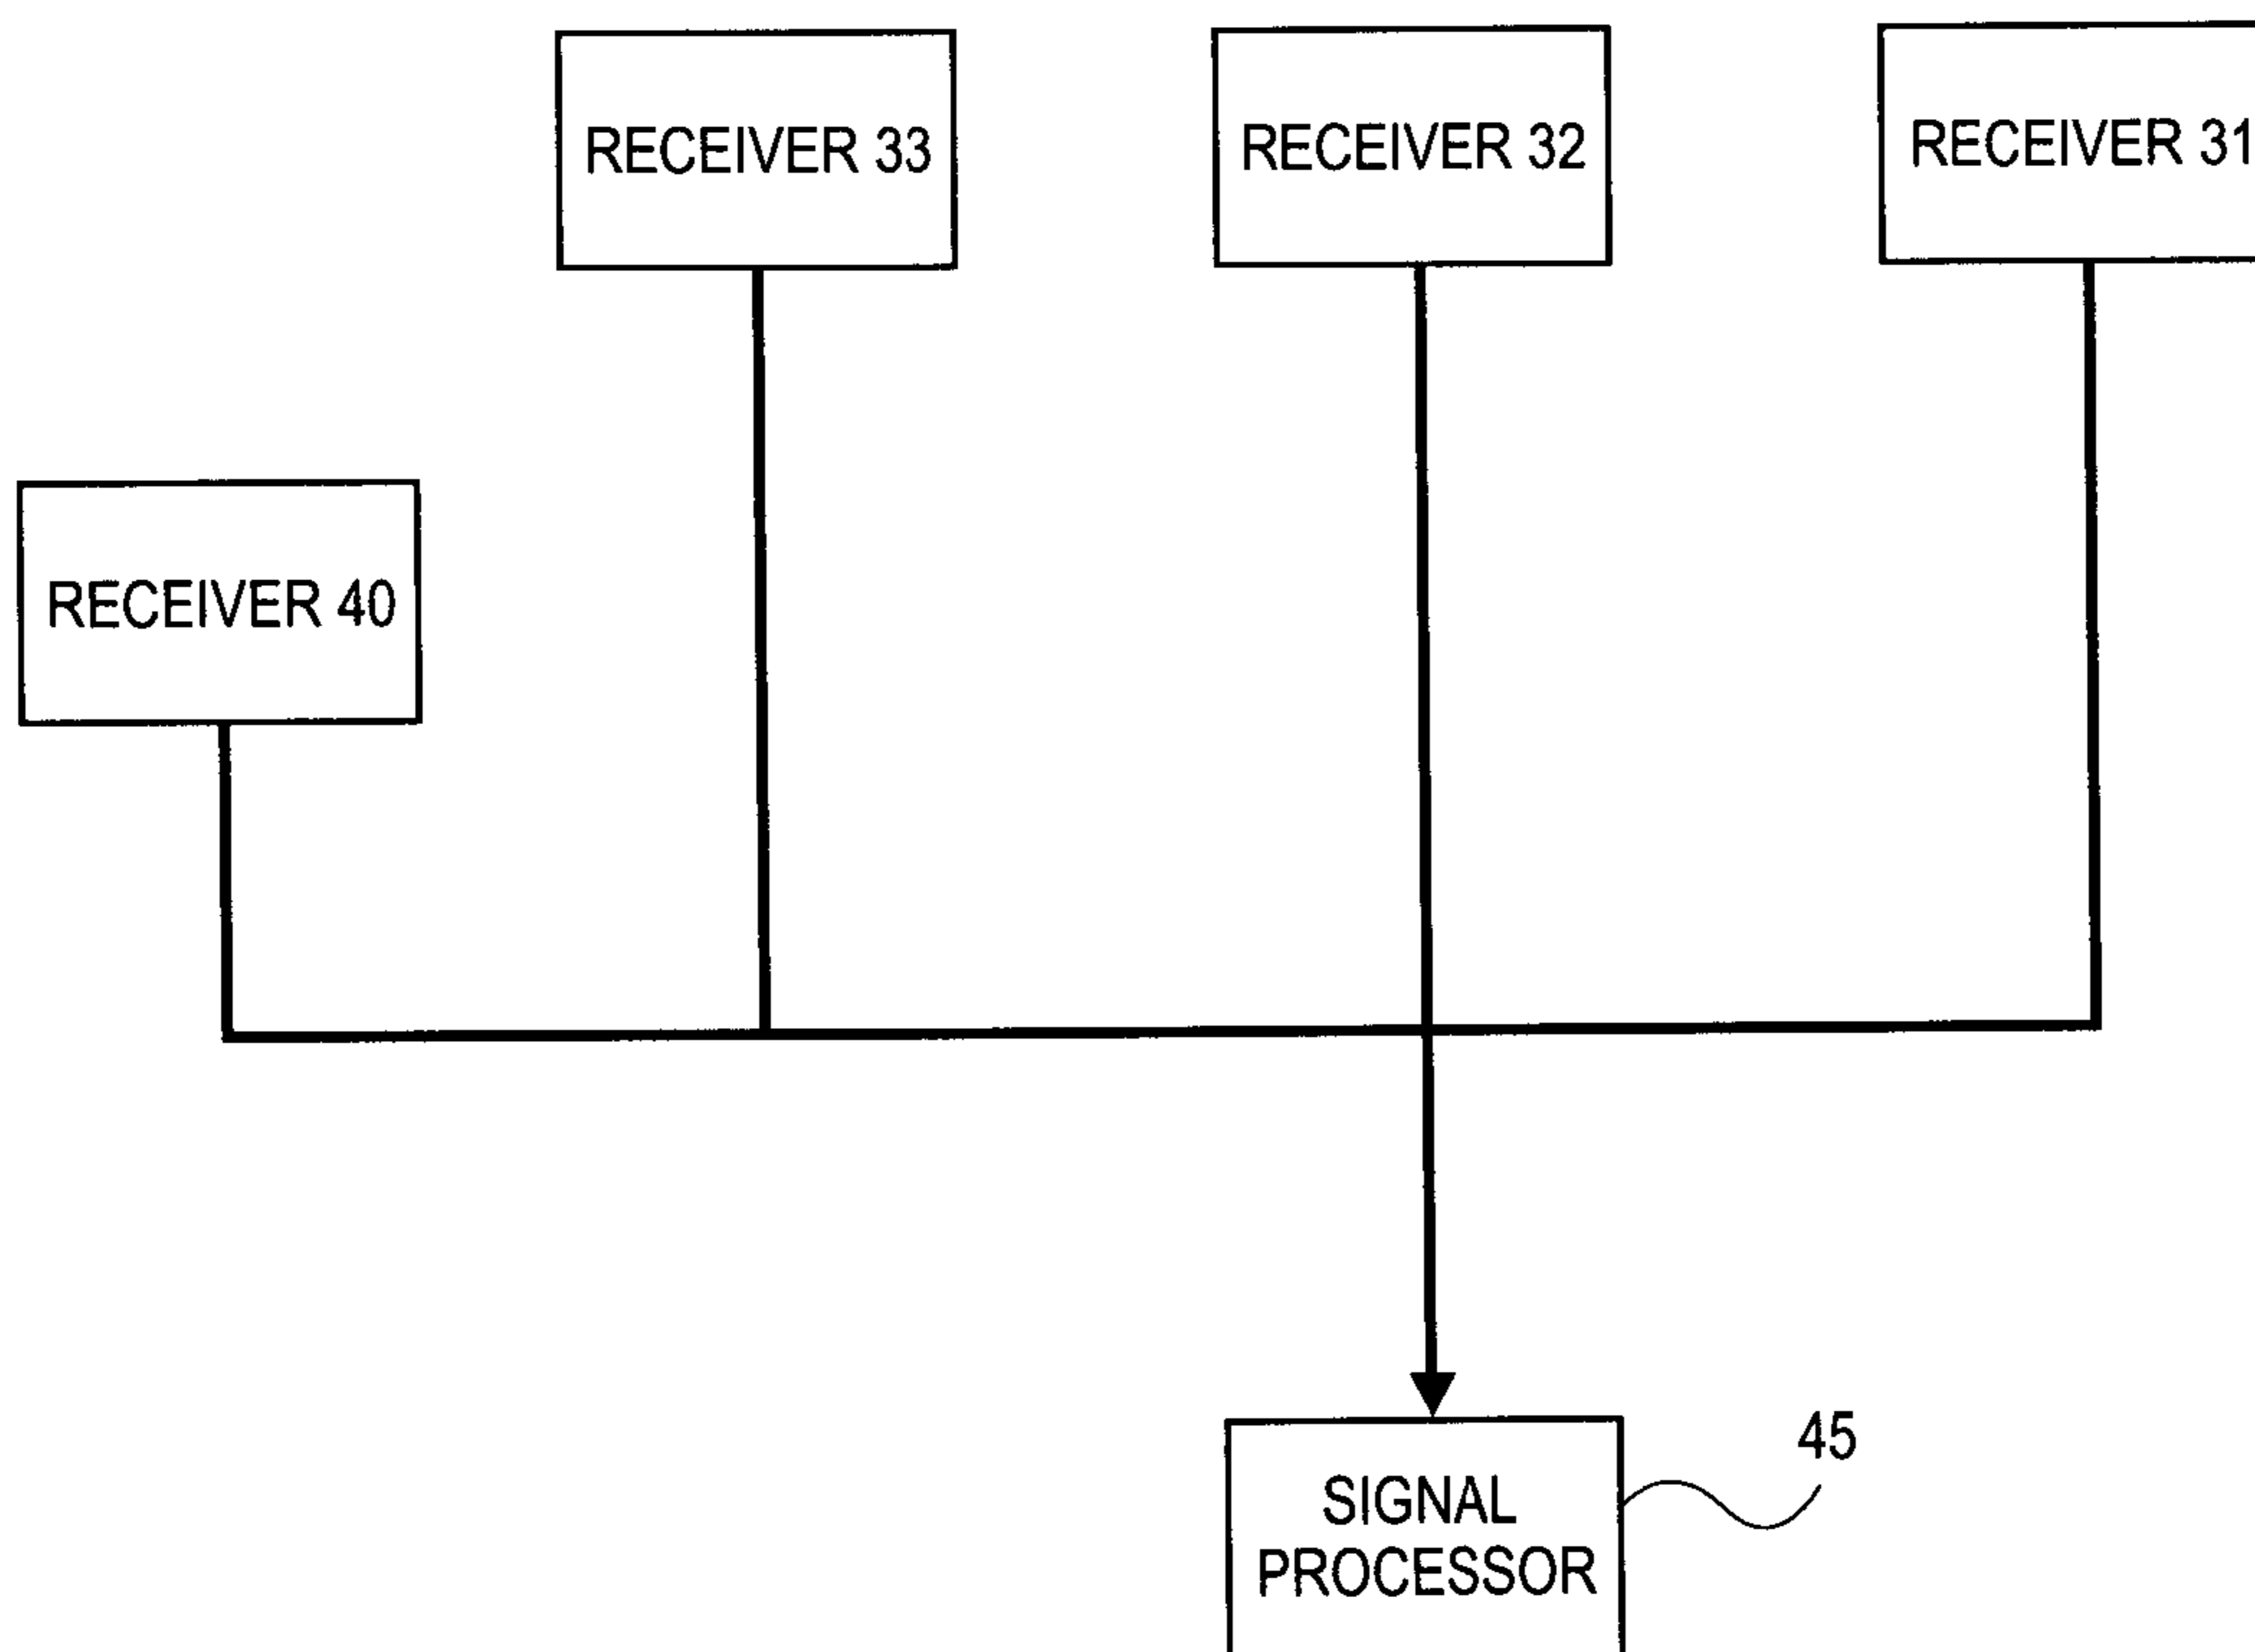 RECEIVER 33
RECEIVER 32
RECEIVER 31
RECEIVER 40
45
SIGNAL
PROCESSOR